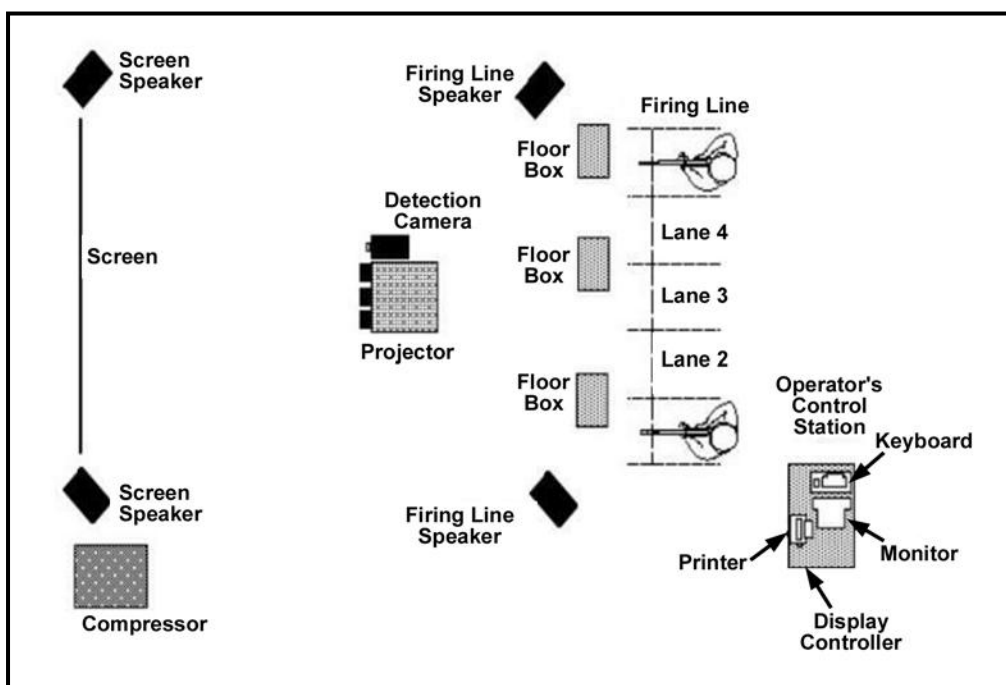 Screen
Speaker
Firing Line
Speaker
Firing Line
Floor
Box
Detection
Camera
Lane 4
Screen
Floor
Box
Lane 3
Projector
Lane 2
Floor
Box
Operator's
Control
Station
Keyboard
Screen
Speaker
Firing Line
Speaker
Printer
Monitor
Compressor
Display
Controller